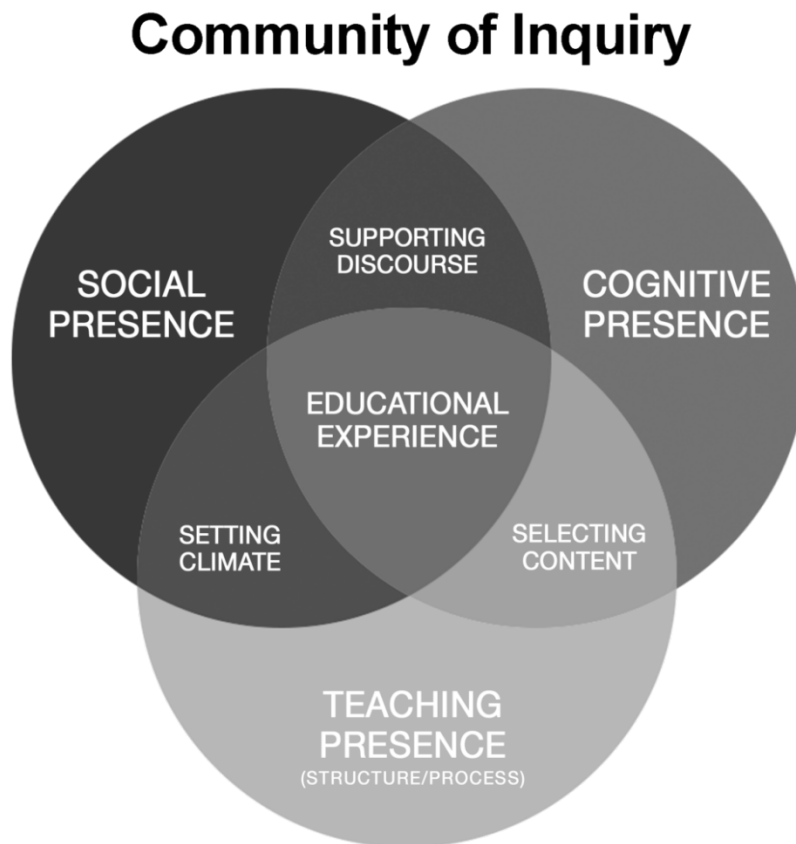 Community of Inquiry
SUPPORTING
DISCOURSE
SOCIAL
PRESENCE
COGNITIVE
PRESENCE
EDUCATIONAL
EXPERIENCE
SETTING
CLIMATE
SELECTING
CONTENT
TEACHING
PRESENCE
(STRUCTURE/PROCESS)